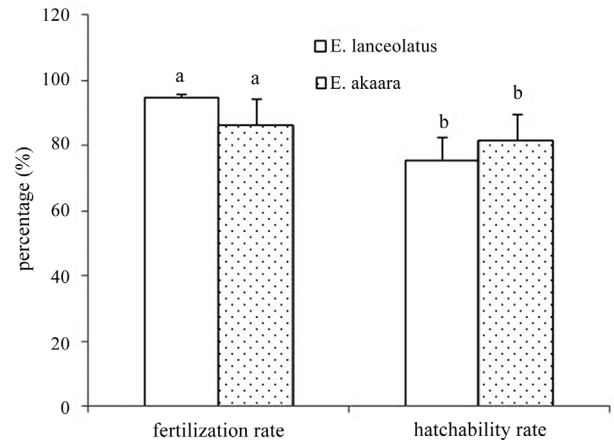 120
100
80
60
40
20
0
percentage (%)
E. lanceolatus
E. akaara
a
a
b
b
fertilization rate
hatchability rate